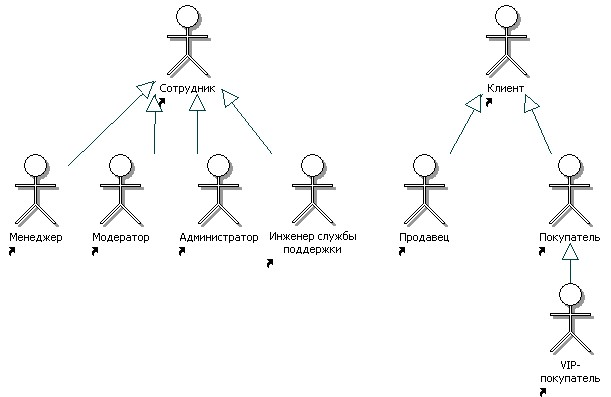 Сотрудник
Клиент
Менеджер
Модератор
Администратор
Инженер службы
поддержки
Продавец
Покупатель
VIP-
покупатель